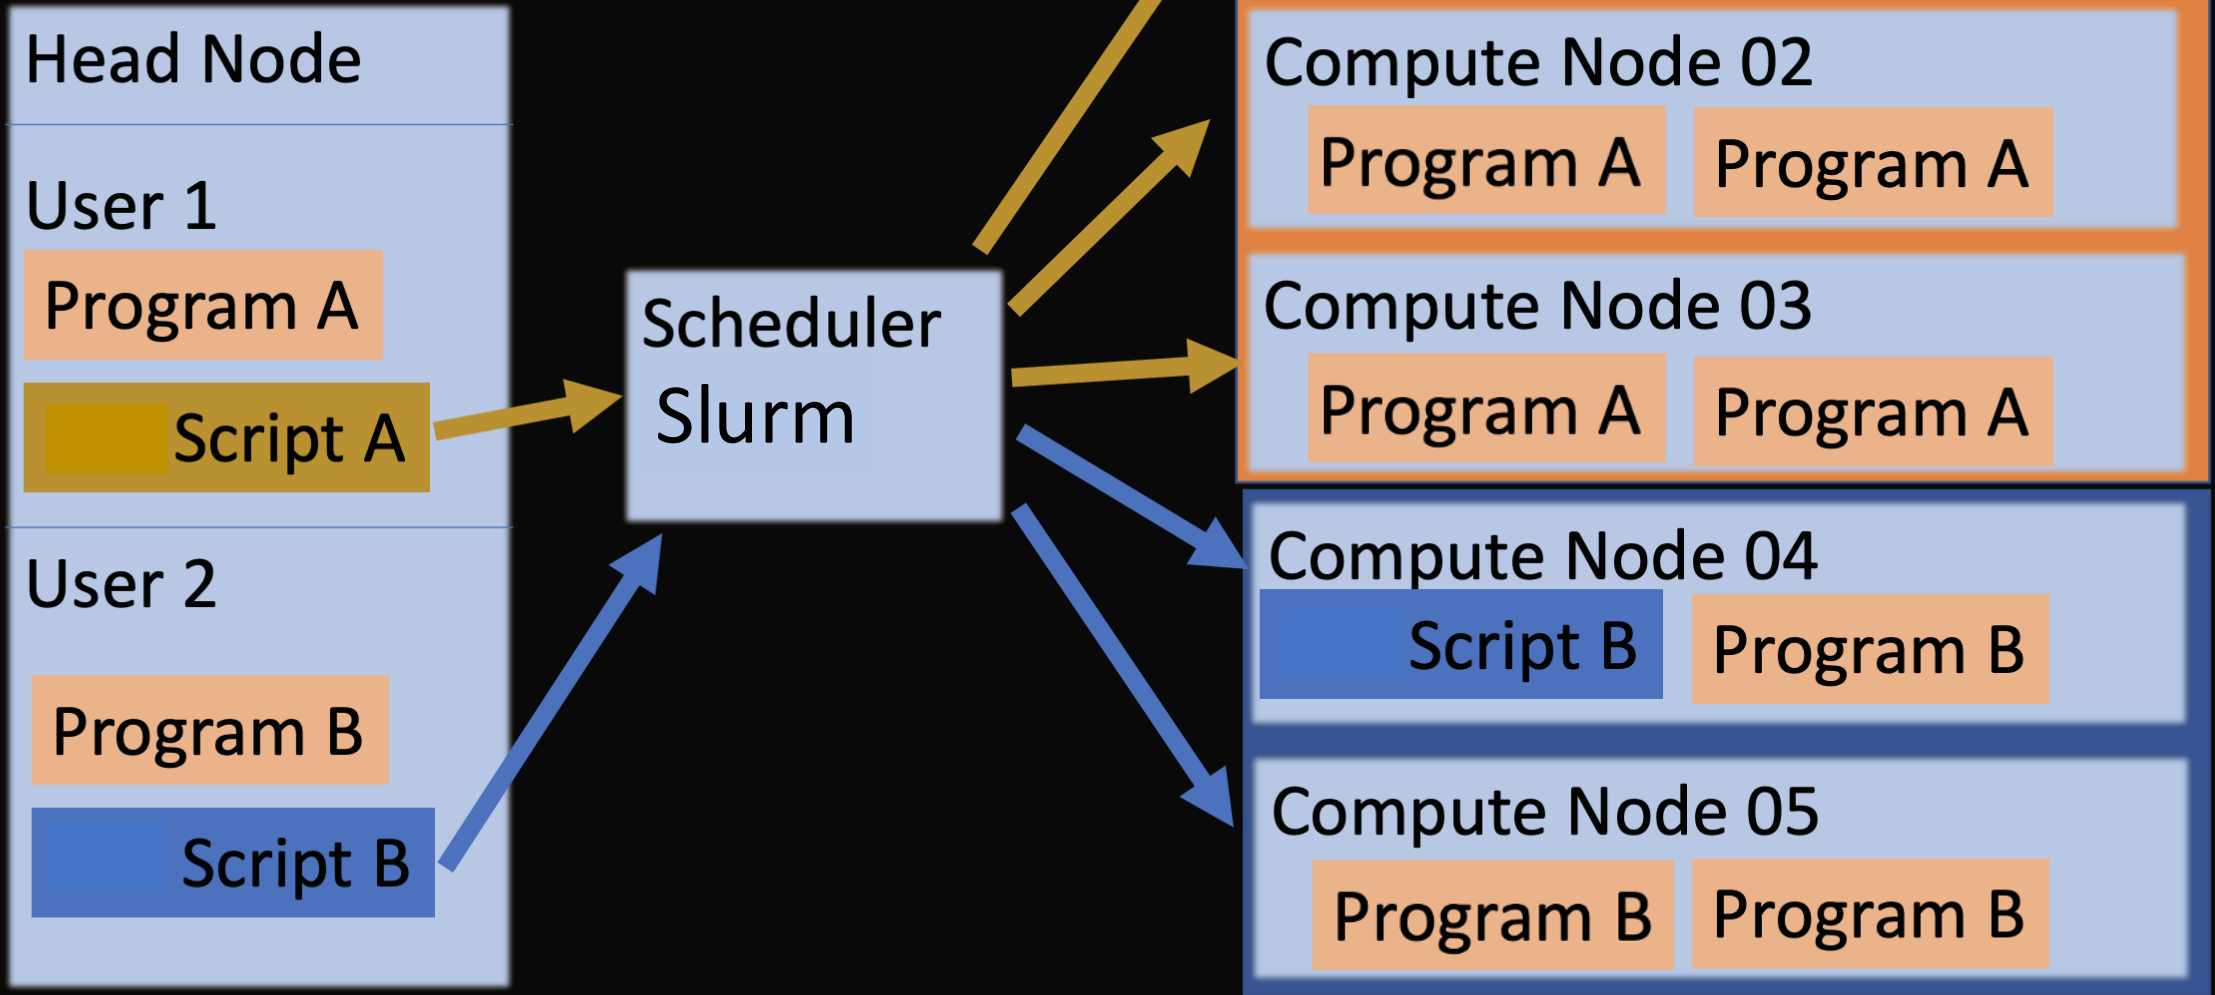 Head Node
User 1
Program A
Script A
User 2
Program B
Script B
Scheduler
Slurm
Compute Node 02
Program A Program A
Compute Node 03
Program A Program A
Compute Node 04
Script B Program B
Compute Node 05
Program B Program B